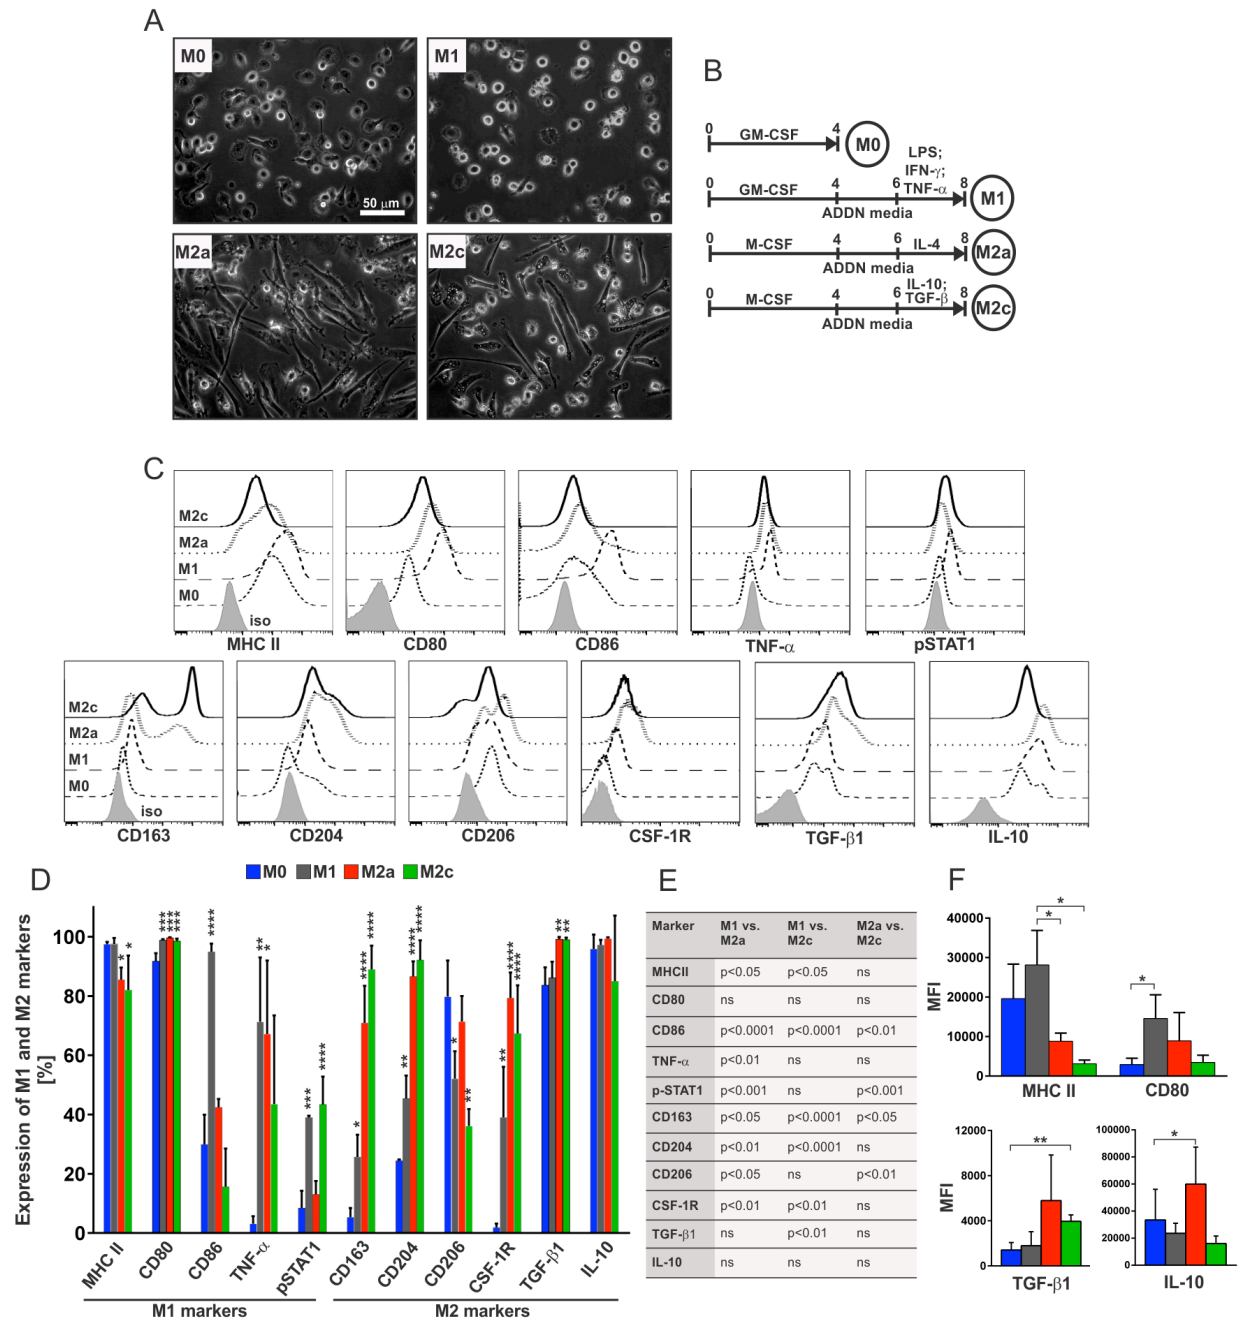 A
M0
M1
50 μm
M2a
M2c
B
0 GM-CSF 4 M0
LPS;
IFN-γ;
0 GM-CSF 4 6 TNF-α 8 M1
ADDN media
0 M-CSF 4 6 IL-4 8 M2a
ADDN media
IL-10;
0 M-CSF 4 6 TGF-β 8 M2c
ADDN media
C
M2c
M2a
M1
M0
iso
MHC II CD80 CD86 TNF-α pSTAT1
M2c
M2a
M1
M0
iso
CD163 CD204 CD206 CSF-1R TGF-β1 IL-10
D
M0 M1 M2a M2c
Expression of M1 and M2 markers
[%]
100
80
60
40
20
0
* * *** *** *** **** ** * *** **** * **** **** ** **** **** * ** ** **** **** ** **
MHC II CD80 CD86 TNF-α pSTAT1 CD163 CD204 CD206 CSF-1R TGF-β1 IL-10
M1 markers M2 markers
E
Marker M1 vs. M2a M1 vs. M2c M2a vs. M2c
MHCII p<0.05 p<0.05 ns
CD80 ns ns ns
CD86 p<0.0001 p<0.0001 p<0.01
TNF-α p<0.01 ns ns
p-STAT1 p<0.001 ns p<0.001
CD163 p<0.05 p<0.0001 p<0.05
CD204 p<0.01 p<0.0001 ns
CD206 p<0.05 ns p<0.01
CSF-1R p<0.01 p<0.01 ns
TGF-β1 ns p<0.01 ns
IL-10 ns ns ns
F
MFI
40000
30000
20000
10000
0
* * *
MHC II CD80
MFI
12000
8000
4000
0
**
TGF-β1
100000
80000
60000
40000
20000
0
*
IL-10